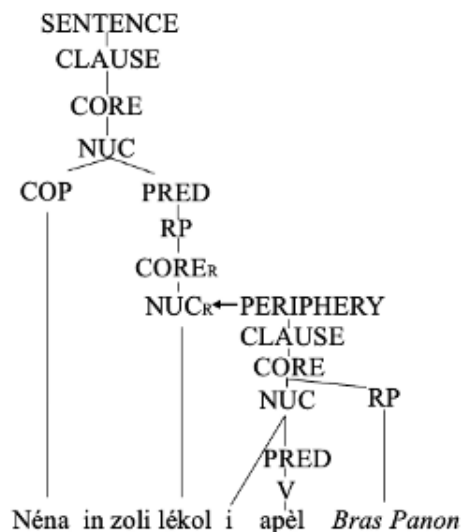 SENTENCE
CLAUSE
CORE
NUC
COP PRED
RP
CORER
NUCR PERIPHERY
CLAUSE
CORE
NUC RP
PRED
V
Néna in zoli lékol i apèl Bras Panon